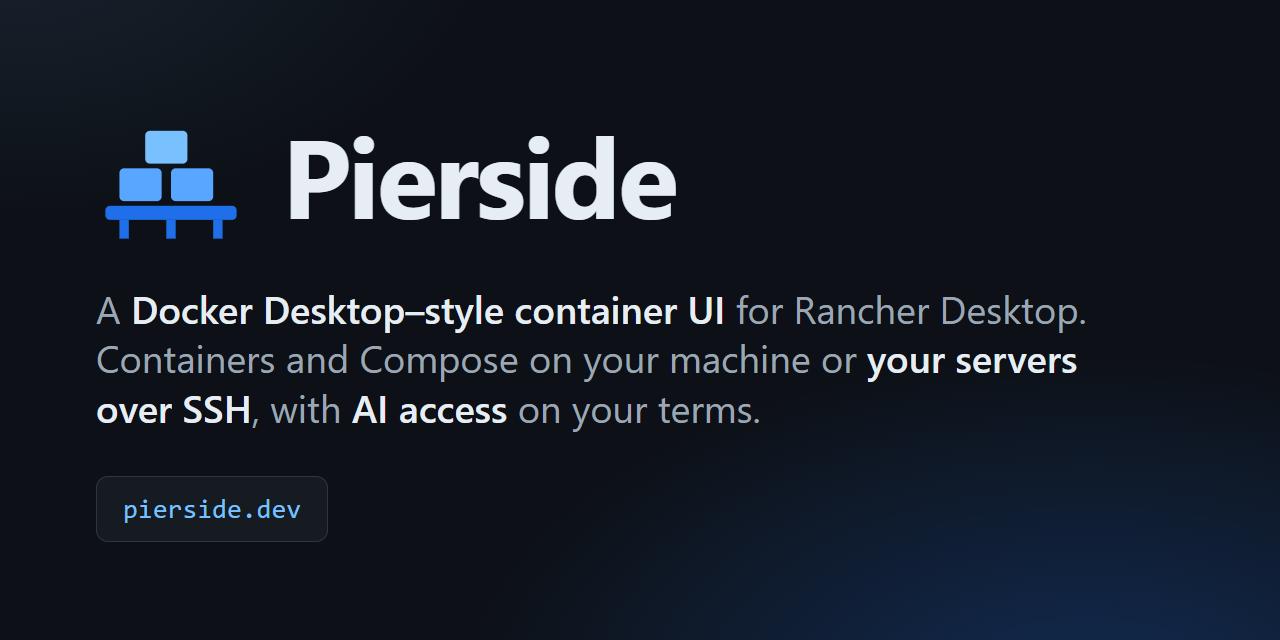 Pierside
A Docker Desktop–style container UI for Rancher Desktop.
Containers and Compose on your machine or your servers
over SSH, with AI access on your terms.
pierside.dev